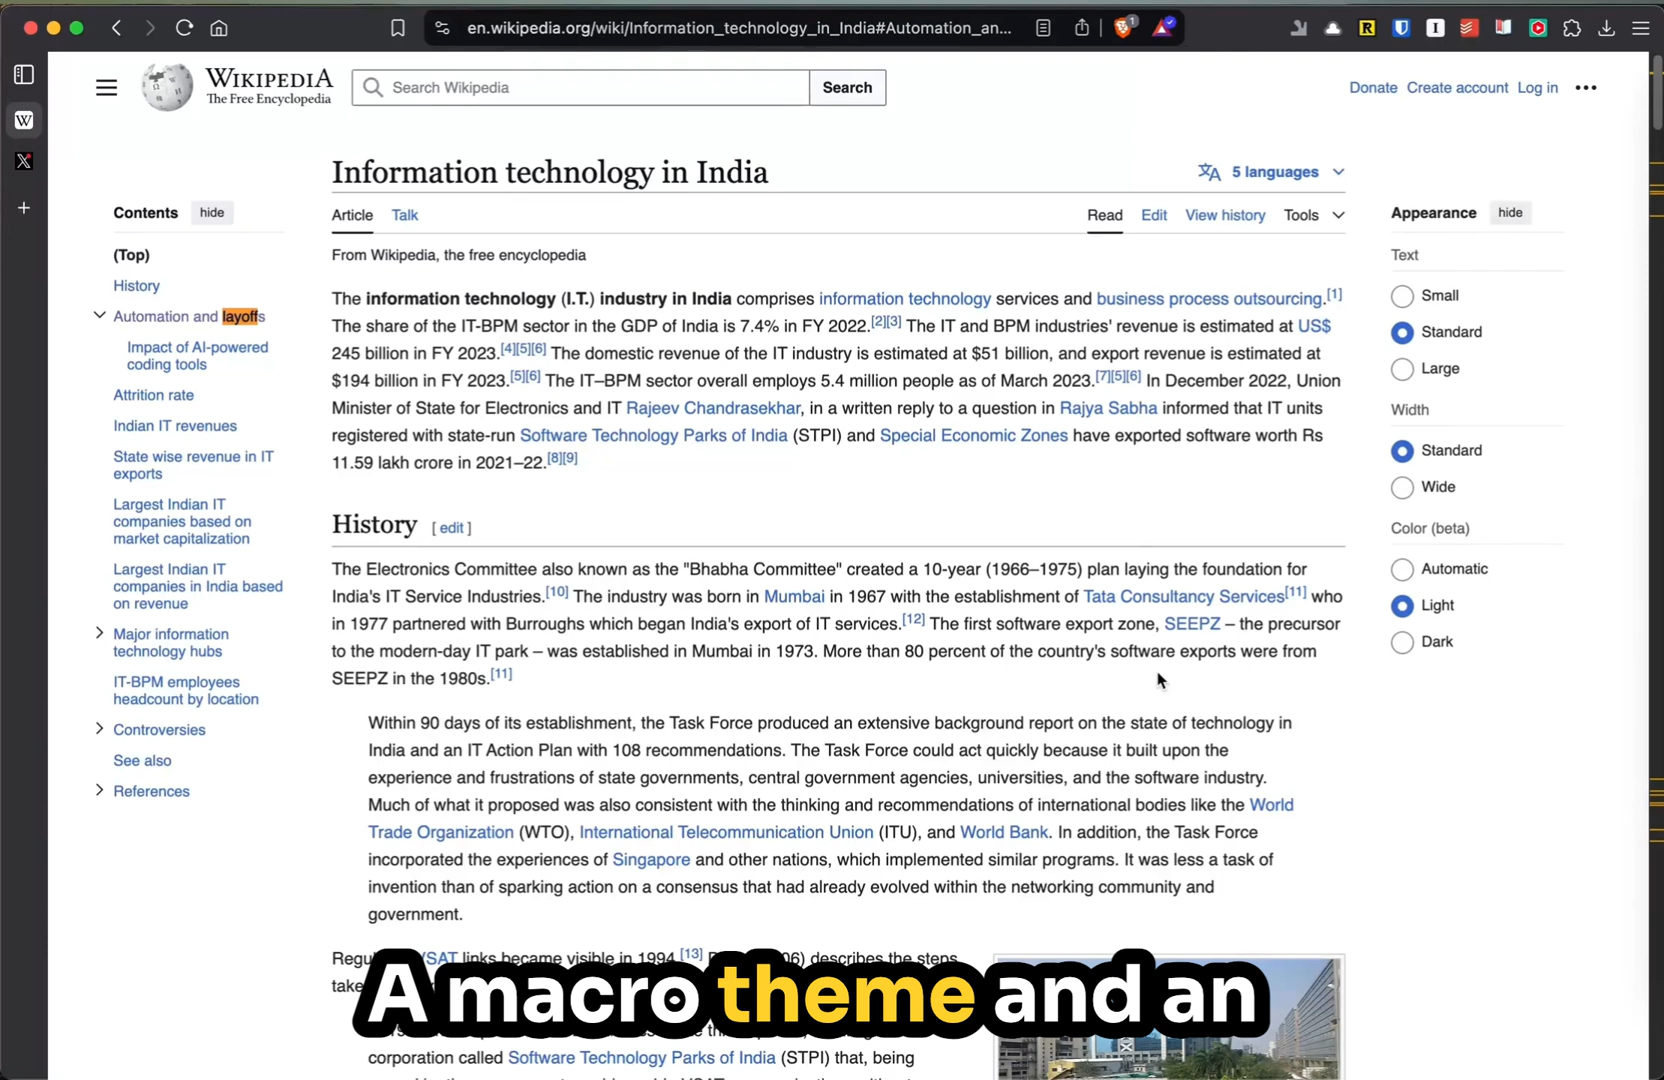 en.wikipedia.org/wiki/Information_technology_in_India#Automation_an...
WIKIPEDIA
The Free Encyclopedia
Search Wikipedia
Search
Donate Create account Log in
Information technology in India
5 languages
Article Talk
Read Edit View history Tools
From Wikipedia, the free encyclopedia
Contents hide
(Top)
History
Automation and layoffs
Impact of AI-powered
coding tools
Attrition rate
Indian IT revenues
State wise revenue in IT
exports
Largest Indian IT
companies based on
market capitalization
Largest Indian IT
companies in India based
on revenue
Major information
technology hubs
IT-BPM employees
headcount by location
Controversies
See also
References
The information technology (I.T.) industry in India comprises information technology services and business process outsourcing.[1]
The share of the IT-BPM sector in the GDP of India is 7.4% in FY 2022.[2][3] The IT and BPM industries' revenue is estimated at US$
245 billion in FY 2023.[4][5][6] The domestic revenue of the IT industry is estimated at $51 billion, and export revenue is estimated at
$194 billion in FY 2023.[5][6] The IT–BPM sector overall employs 5.4 million people as of March 2023.[7][5][6] In December 2022, Union
Minister of State for Electronics and IT Rajeev Chandrasekhar, in a written reply to a question in Rajya Sabha informed that IT units
registered with state-run Software Technology Parks of India (STPI) and Special Economic Zones have exported software worth Rs
11.59 lakh crore in 2021–22.[8][9]
History [ edit ]
The Electronics Committee also known as the "Bhabha Committee" created a 10-year (1966–1975) plan laying the foundation for
India's IT Service Industries.[10] The industry was born in Mumbai in 1967 with the establishment of Tata Consultancy Services[11] who
in 1977 partnered with Burroughs which began India's export of IT services.[12] The first software export zone, SEEPZ – the precursor
to the modern-day IT park – was established in Mumbai in 1973. More than 80 percent of the country's software exports were from
SEEPZ in the 1980s.[11]
Within 90 days of its establishment, the Task Force produced an extensive background report on the state of technology in
India and an IT Action Plan with 108 recommendations. The Task Force could act quickly because it built upon the
experience and frustrations of state governments, central government agencies, universities, and the software industry.
Much of what it proposed was also consistent with the thinking and recommendations of international bodies like the World
Trade Organization (WTO), International Telecommunication Union (ITU), and World Bank. In addition, the Task Force
incorporated the experiences of Singapore and other nations, which implemented similar programs. It was less a task of
invention than of sparking action on a consensus that had already evolved within the networking community and
government.
VSAT links became visible in 1994.[13] describes the steps
A macro theme and an
corporation called Software Technology Parks of India (STPI) that, being
Appearance hide
Text
Small
Standard
Large
Width
Standard
Wide
Color (beta)
Automatic
Light
Dark